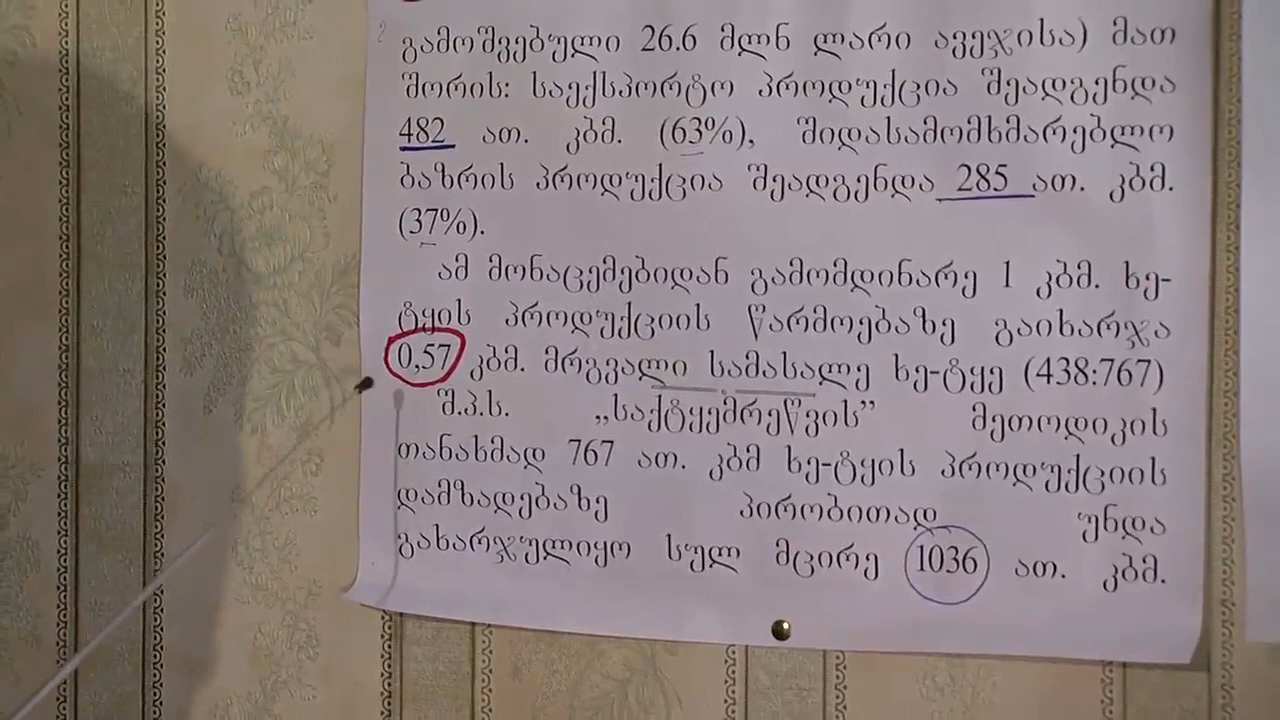 2
გამოშვებული 26.6 მლნ ლარი ავეჯისა) მათ
შორის: საექსპორტო პროდუქცია შეადგენდა
482 ათ. კბმ. (63%), შიდასამომხმარებლო
ბაზრის პროდუქცია შეადგენდა 285 ათ. კბმ.
(37%).
ამ მონაცემებიდან გამომდინარე 1 კბმ. ხე-
ტყის პროდუქციის წარმოებაზე გაიხარჯა
0,57 კბმ. მრგვალი სამასალე ხე-ტყე (438:767)
შ.პ.ს. „საქტყემრეწვის” მეთოდიკის
თანახმად 767 ათ. კბმ ხე-ტყის პროდუქციის
დამზადებაზე პირობითად უნდა
გახარჯულიყო სულ მცირე 1036 ათ. კბმ.